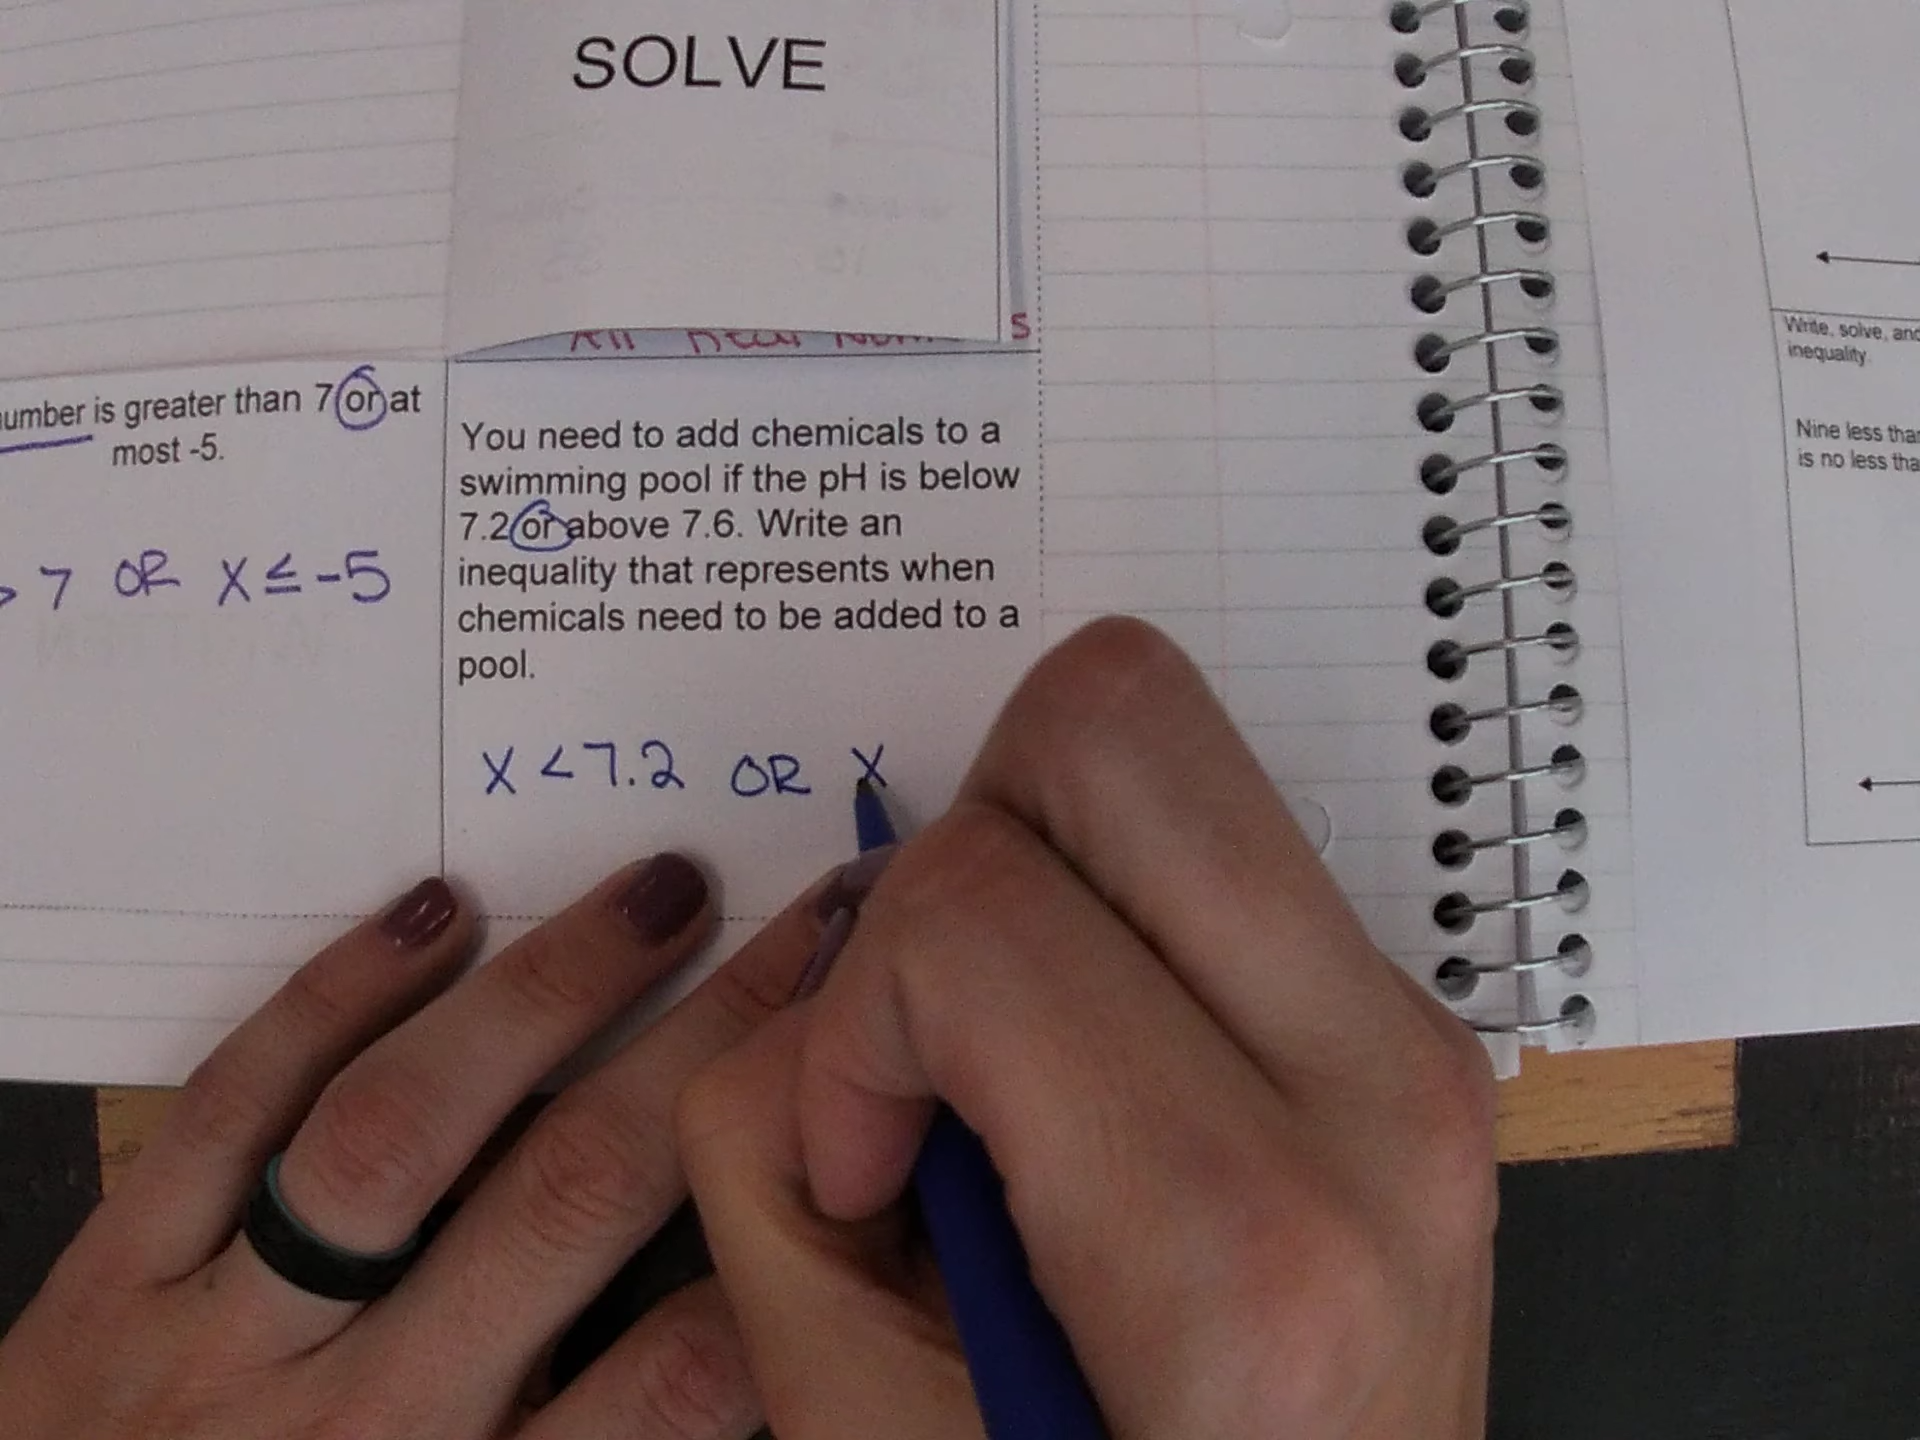 SOLVE
s
number is greater than 7 or at
most -5.
> 7 OR X ≤ -5
You need to add chemicals to a
swimming pool if the pH is below
7.2 or above 7.6. Write an
inequality that represents when
chemicals need to be added to a
pool.
X < 7.2 OR X
Write, solve, and
inequality.
Nine less than
is no less tha